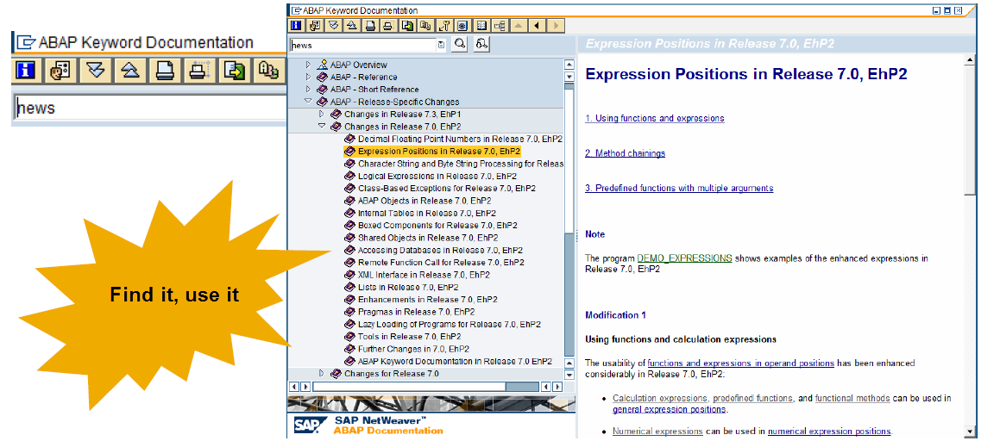 ABAP Keyword Documentation
news
Find it, use it
ABAP Keyword Documentation
news
ABAP Overview
ABAP - Reference
ABAP - Short Reference
ABAP - Release-Specific Changes
Changes in Release 7.3, EhP1
Changes in Release 7.0, EhP2
Decimal Floating Point Numbers in Release 7.0, EhP2
Expression Positions in Release 7.0, EhP2
Character String and Byte String Processing for Releas
Logical Expressions in Release 7.0, EhP2
Class-Based Exceptions for Release 7.0, EhP2
ABAP Objects in Release 7.0, EhP2
Internal Tables in Release 7.0, EhP2
Boxed Components for Release 7.0, EhP2
Shared Objects in Release 7.0, EhP2
Accessing Databases in Release 7.0, EhP2
Remote Function Call for Release 7.0, EhP2
XML Interface in Release 7.0, EhP2
Lists in Release 7.0, EhP2
Enhancements in Release 7.0, EhP2
Pragmas in Release 7.0, EhP2
Lazy Loading of Programs for Release 7.0, EhP2
Tools in Release 7.0, EhP2
Further Changes in 7.0, EhP2
ABAP Keyword Documentation in Release 7.0 EhP2
Changes for Release 7.0
SAP
SAP NetWeaver™
ABAP Documentation
Expression Positions in Release 7.0, EhP2
Expression Positions in Release 7.0, EhP2
1. Using functions and expressions
2. Method chainings
3. Predefined functions with multiple arguments
Note
The program DEMO_EXPRESSIONS shows examples of the enhanced expressions in
Release 7.0, EhP2
Modification 1
Using functions and calculation expressions
The usability of functions and expressions in operand positions has been enhanced
considerably in Release 7.0, EhP2:
• Calculation expressions, predefined functions, and functional methods can be used in
general expression positions.
• Numerical expressions can be used in numerical expression positions.